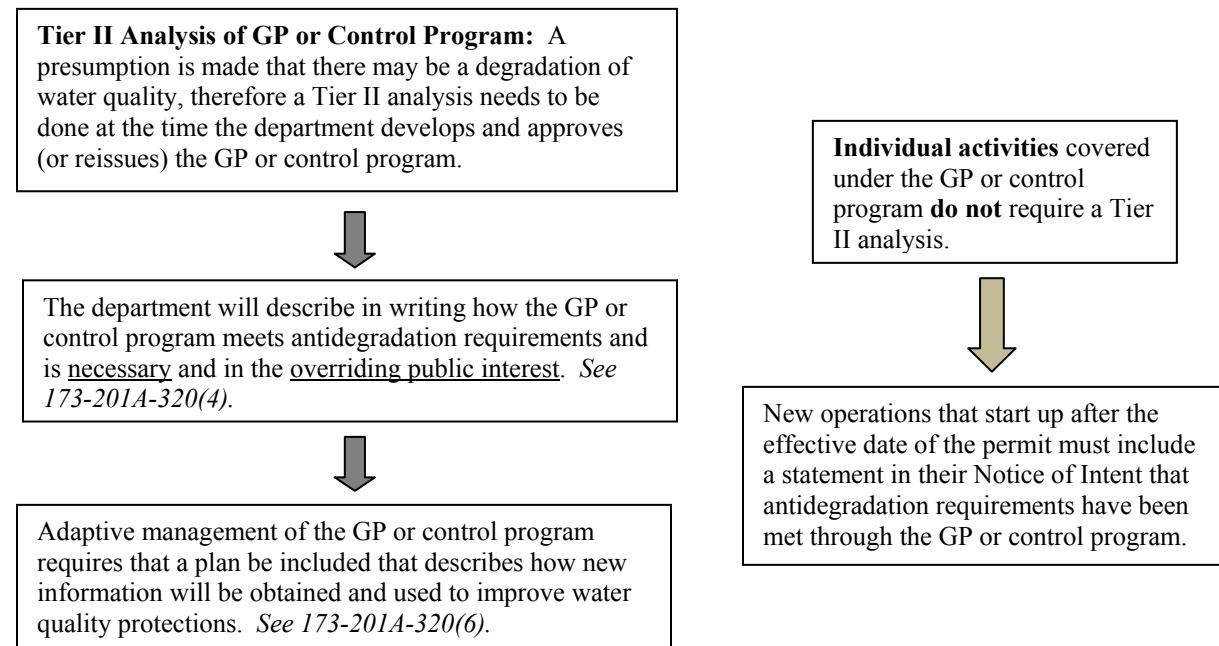 Tier II Analysis of GP or Control Program: A
presumption is made that there may be a degradation of
water quality, therefore a Tier II analysis needs to be
done at the time the department develops and approves
(or reissues) the GP or control program.
The department will describe in writing how the GP or
control program meets antidegradation requirements and
is necessary and in the overriding public interest. See
173-201A-320(4).
Adaptive management of the GP or control program
requires that a plan be included that describes how new
information will be obtained and used to improve water
quality protections. See 173-201A-320(6).
Individual activities covered
under the GP or control
program do not require a Tier
II analysis.
New operations that start up after the
effective date of the permit must include
a statement in their Notice of Intent that
antidegradation requirements have been
met through the GP or control program.